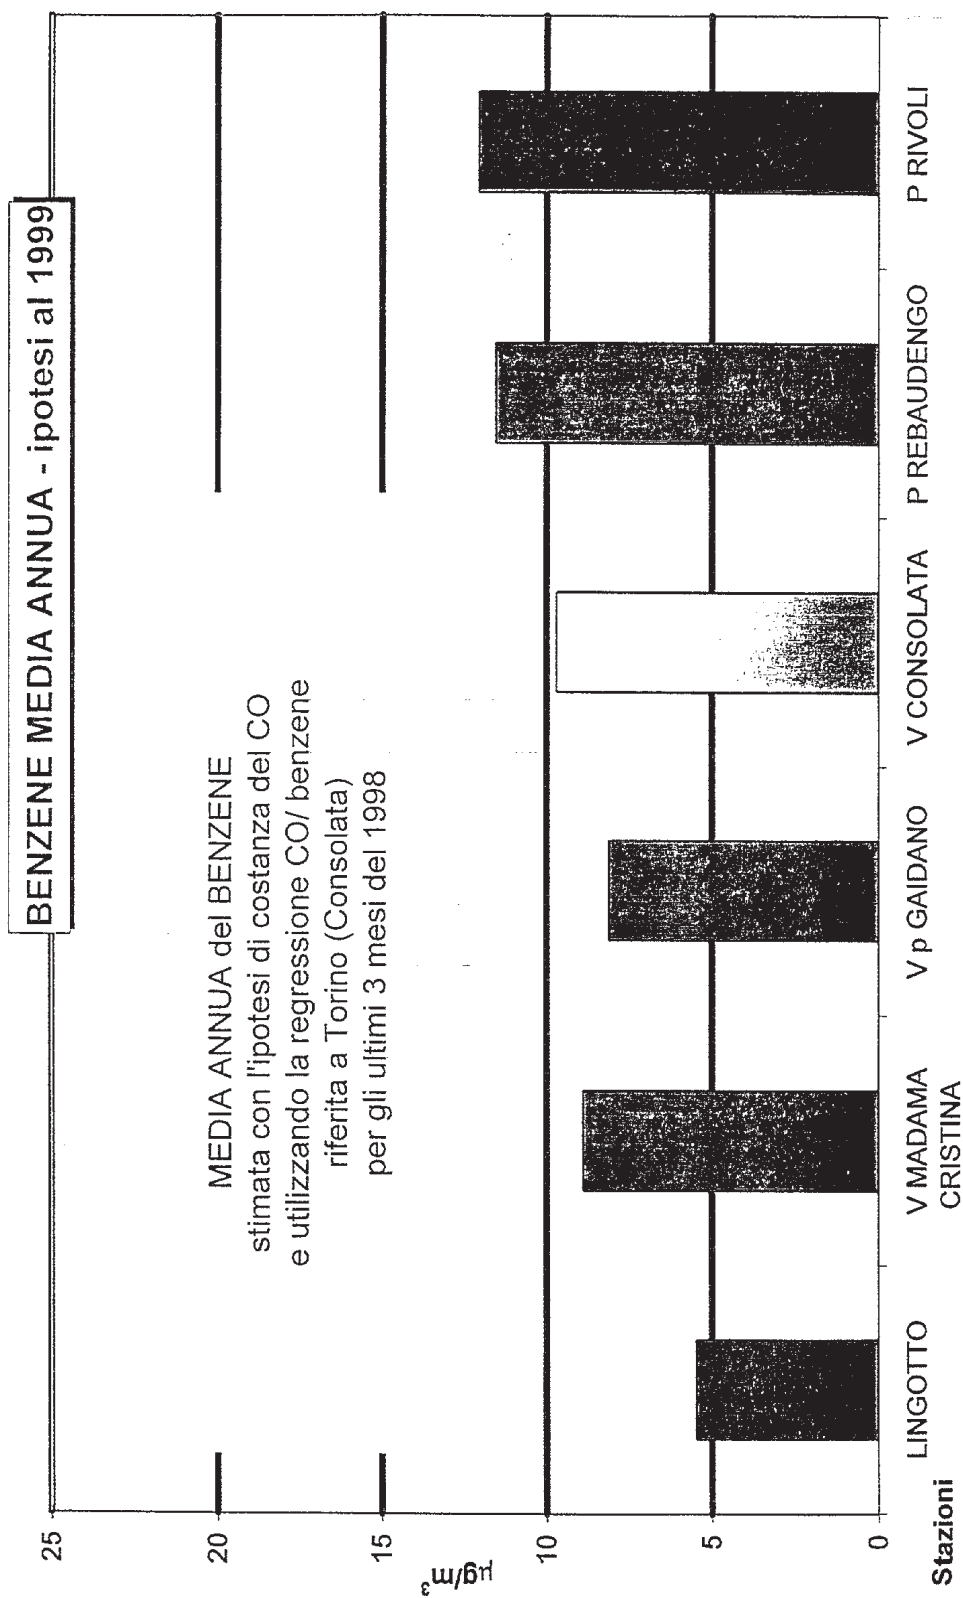 BENZENE MEDIA ANNUA - ipotesi al 1999
MEDIA ANNUA del BENZENE
stimata con l'ipotesi di costanza del CO
e utilizzando la regressione CO/ benzene
riferita a Torino (Consolata)
per gli ultimi 3 mesi del 1998
25
20
15
10
5
0
µg/m³
LINGOTTO
V MADAMA
CRISTINA
V p GAIDANO
V CONSOLATA
P REBAUDENGO
P RIVOLI
Stazioni